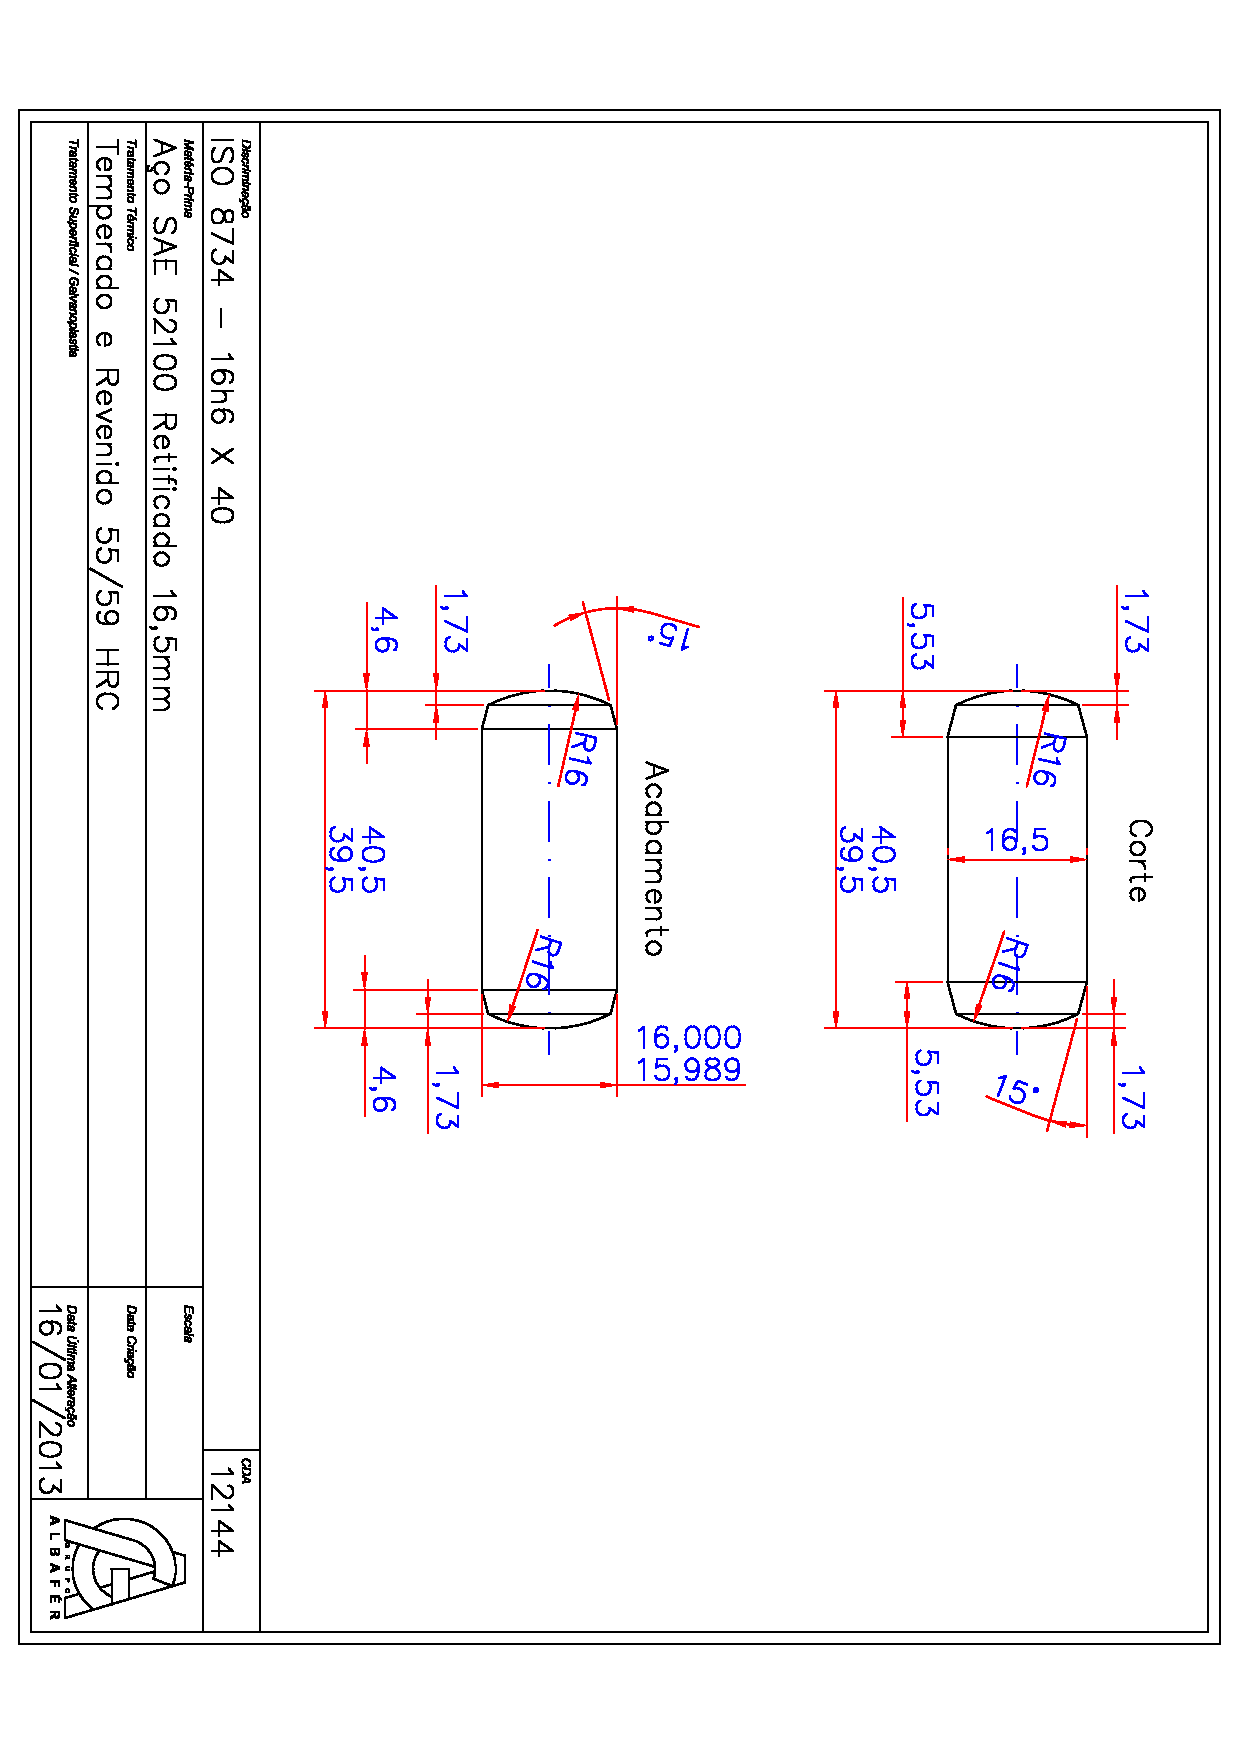 Corte
1,73
1,73
5,53
5,53
R16
R16
16,5
15°
40,5
39,5
Acabamento
15°
16,000
15,989
R16
R16
1,73
1,73
4,6
4,6
40,5
39,5
Discriminação
ISO 8734 - 16h6 X 40
CDA
12144
Matéria-Prima
Aço SAE 52100 Retificado 16,5mm
Escala
Tratamento Térmico
Temperado e Revenido 55/59 HRC
Data Criação
Tratamento Superficial / Galvanoplastia
Data Última Alteração
16/01/2013
GRUPO
ALBAFÉR